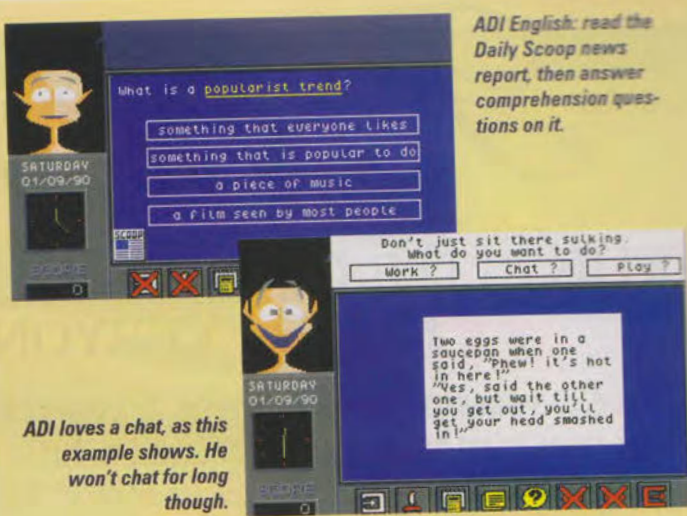 ADI English: read the
Daily Scoop news
report, then answer
comprehension ques-
tions on it.
What is a popularist trend?
something that everyone likes
something that is popular to do
a piece of music
a film seen by most people
SATURDAY
01/09/90
SCOOP
SCORE
0
Don't just sit there sulking.
What do you want to do?
Work ?
Chat ?
Play ?
Two eggs were in a
saucepan when one
said, "Phew! it's hot
in here!"
"Yes, said the other
one, but wait till
you get out, you'll
get your head smashed
in!"
SATURDAY
01/09/90
SCORE
0
ADI loves a chat, as this
example shows. He
won't chat for long
though.